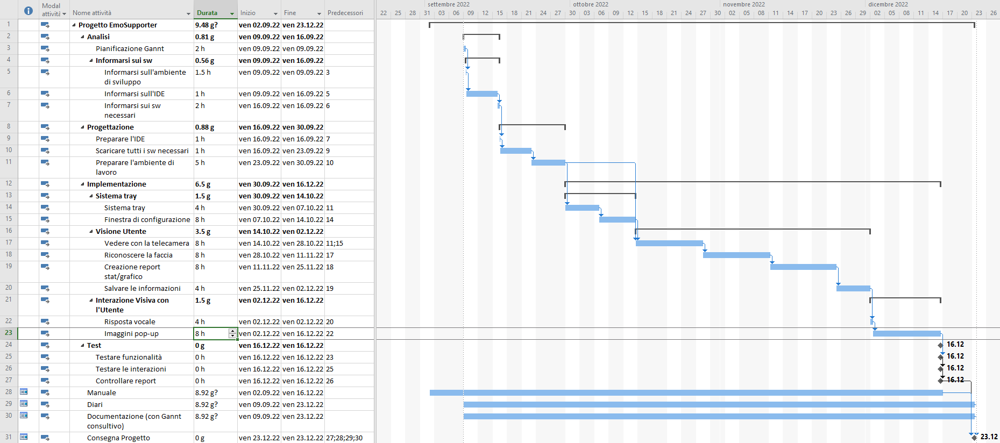 settembre 2022 ottobre 2022 novembre 2022 dicembre 2022
Modal attività Nome attività Durata Inizio Fine Predecessori 22 25 28 31 03 06 09 12 15 18 21 24 27 30 03 06 09 12 15 18 21 24 27 30 02 05 08 11 14 17 20 23 26 29 02 05 08 11 14 17 20 23 26
1 Progetto EmoSupporter 9.48 g? ven 02.09.22 ven 23.12.22
2 Analisi 0.81 g ven 09.09.22 ven 16.09.22
3 Pianificazione Gannt 2 h ven 09.09.22 ven 09.09.22
4 Informarsi sui sw 0.56 g ven 09.09.22 ven 16.09.22
5 Informarsi sull'ambiente di sviluppo 1.5 h ven 09.09.22 ven 09.09.22 3
6 Informarsi sull'IDE 1 h ven 09.09.22 ven 16.09.22 5
7 Informarsi sui sw necessari 2 h ven 16.09.22 ven 16.09.22 6
8 Progettazione 0.88 g ven 16.09.22 ven 30.09.22
9 Preparare l'IDE 1 h ven 16.09.22 ven 16.09.22 7
10 Scaricare tutti i sw necessari 1 h ven 16.09.22 ven 23.09.22 9
11 Preparare l'ambiente di lavoro 5 h ven 23.09.22 ven 30.09.22 10
12 Implementazione 6.5 g ven 30.09.22 ven 16.12.22
13 Sistema tray 1.5 g ven 30.09.22 ven 14.10.22
14 Sistema tray 4 h ven 30.09.22 ven 07.10.22 11
15 Finestra di configurazione 8 h ven 07.10.22 ven 14.10.22 14
16 Visione Utente 3.5 g ven 14.10.22 ven 02.12.22
17 Vedere con la telecamera 8 h ven 14.10.22 ven 28.10.22 11;15
18 Riconoscere la faccia 8 h ven 28.10.22 ven 11.11.22 17
19 Creazione report stat/grafico 8 h ven 11.11.22 ven 25.11.22 18
20 Salvare le informazioni 4 h ven 25.11.22 ven 02.12.22 19
21 Interazione Visiva con l'Utente 1.5 g ven 02.12.22 ven 16.12.22
22 Risposta vocale 4 h ven 02.12.22 ven 02.12.22 20
23 Imaggini pop-up 8 h ven 02.12.22 ven 16.12.22 22
24 Test 0 g ven 16.12.22 ven 16.12.22 16.12
25 Testare funzionalità 0 h ven 16.12.22 ven 16.12.22 23 16.12
26 Testare le interazioni 0 h ven 16.12.22 ven 16.12.22 25 16.12
27 Controllare report 0 h ven 16.12.22 ven 16.12.22 26 16.12
28 Manuale 8.92 g? ven 02.09.22 ven 16.12.22
29 Diari 8.92 g? ven 09.09.22 ven 23.12.22
30 Documentazione (con Gannt consultivo) 8.92 g? ven 09.09.22 ven 23.12.22
31 Consegna Progetto 0 g ven 23.12.22 ven 23.12.22 27;28;29;30 23.12